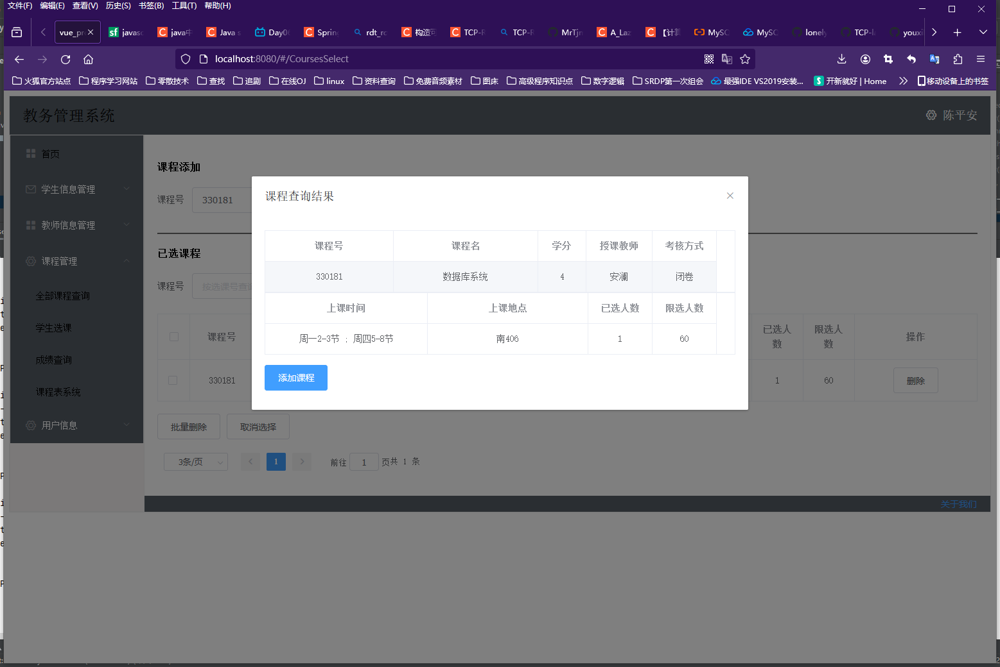 文件(F) 编辑(E) 查看(V) 历史(S) 书签(B) 工具(T) 帮助(H)
vue_pr javasc java Java s Day0 Spring rdt_ 构造 TCP-R TCP-R MrTjn A_Laz 【计算 MySC MySC lonely TCP-la youxi
localhost:8080/#/CoursesSelect
火狐官方站点 程序学习网站 零散技术 查找 追剧 在线OJ linux 资料查询 免费音频素材 图床 高级程序知识点 数字逻辑 SRDP第一次组会 最强IDE VS2019安装... 开新就好 | Home 移动设备上的书签
教务管理系统 陈平安
首页
学生信息管理
教师信息管理
课程管理
全部课程查询
学生选课
成绩查询
课程表系统
用户信息
课程添加
课程号 330181
已选课程
课程号 按选课号查询
课程号 已选人数 限选人数 操作
330181 1 60 删除
批量删除 取消选择
3条/页 1 前往 1 页共 1 条
关于我们
课程查询结果
课程号 课程名 学分 授课教师 考核方式
330181 数据库系统 4 安澜 闭卷
上课时间 上课地点 已选人数 限选人数
周一2-3节 ; 周四5-8节 南406 1 60
添加课程